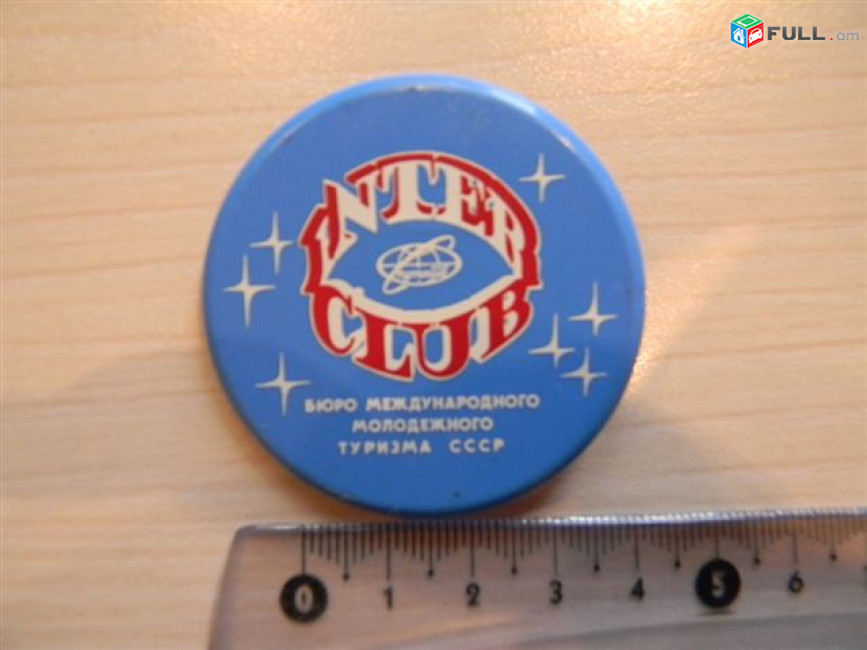 FULL.am
INTER
CLUB
БЮРО МЕЖДУНАРОДНОГО
МОЛОДЕЖНОГО
ТУРИЗМА СССР
0 1 2 3 4 5 6